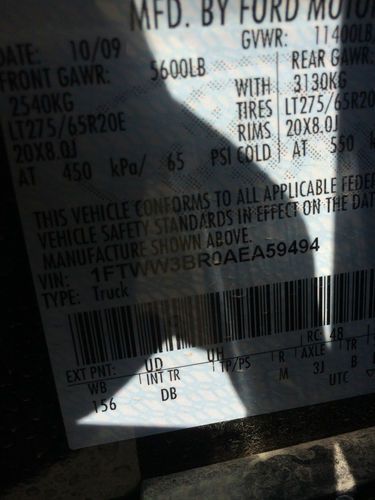 MFD. BY FORD MOTO
DATE: 10/09 GVWR: 11400LB
FRONT GAWR: 5600LB REAR GAWR:
2540KG WITH 3130KG
LT275/65R20E TIRES LT275/65R20
20X8.0J RIMS 20X8.0J
AT 450 kPa/ 65 PSI COLD AT 550
THIS VEHICLE CONFORMS TO ALL APPLICABLE FEDE
VEHICLE SAFETY STANDARDS IN EFFECT ON THE DAT
MANUFACTURE SHOWN ABOVE.
VIN: 1FTWW3BR0AEA59494
TYPE: Truck
EXT PNT: UD UH RC: 48
WB INT TR TP/PS R AXLE TR
156 DB M 3J B
UTC